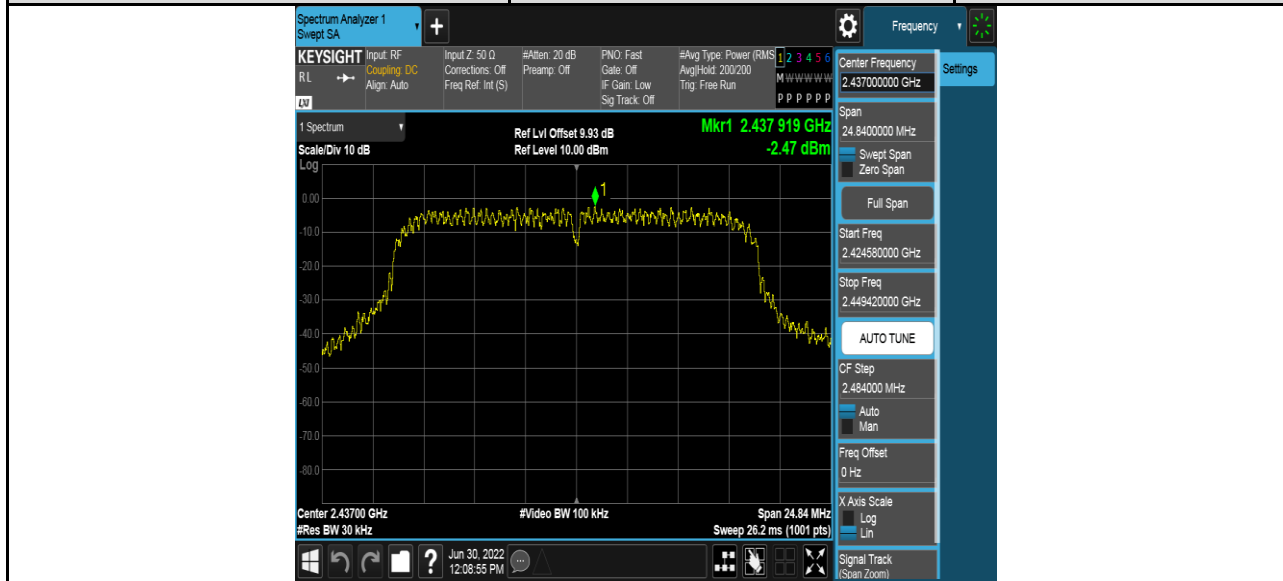 Spectrum Analyzer 1
Swept SA
+
Frequency
KEYSIGHT
RL
LXI
Input: RF
Coupling: DC
Align: Auto
Input Z: 50 Ω
Corrections: Off
Freq Ref: Int (S)
#Atten: 20 dB
Preamp: Off
PNO: Fast
Gate: Off
IF Gain: Low
Sig Track: Off
#Avg Type: Power (RMS
Avg|Hold: 200/200
Trig: Free Run
1 2 3 4 5 6
M W W W W W
P P P P P P
1 Spectrum
Scale/Div 10 dB
Ref Lvl Offset 9.93 dB
Ref Level 10.00 dBm
Mkr1 2.437 919 GHz
-2.47 dBm
Log
1
0.00
-10.0
-20.0
-30.0
-40.0
-50.0
-60.0
-70.0
-80.0
Center 2.43700 GHz
#Res BW 30 kHz
#Video BW 100 kHz
Span 24.84 MHz
Sweep 26.2 ms (1001 pts)
?
Jun 30, 2022
12:08:55 PM
Center Frequency
2.437000000 GHz
Settings
Span
24.8400000 MHz
Swept Span
Zero Span
Full Span
Start Freq
2.424580000 GHz
Stop Freq
2.449420000 GHz
AUTO TUNE
CF Step
2.484000 MHz
Auto
Man
Freq Offset
0 Hz
X Axis Scale
Log
Lin
Signal Track
(Span Zoom)